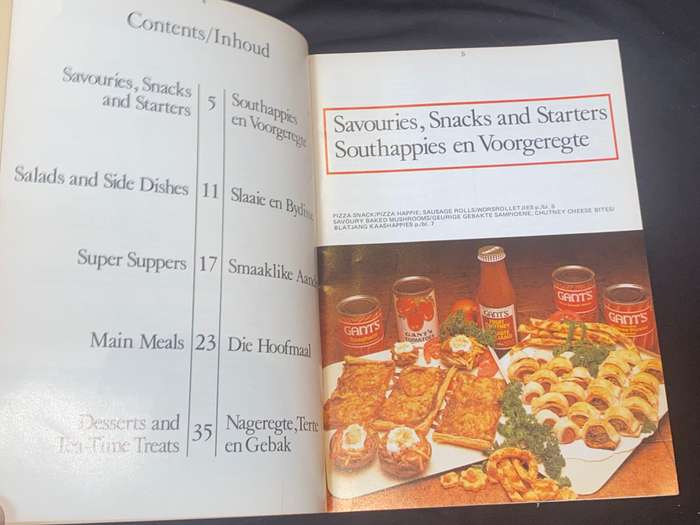 Contents/Inhoud
Savouries, Snacks
and Starters
5
Southappies
en Voorgeregte
Salads and Side Dishes
11
Slaaie en
Super Suppers
17
Smaaklike
Main Meals
23
Die Hoofmaal
Desserts and
Tea-Time Treats
35
Nageregte, Terte
en Gebak
5
Savouries, Snacks and Starters
Southappies en Voorgeregte
PIZZA SNACK/PIZZA HAPPIE; SAUSAGE ROLLS/WORSROLLETJIES p./bl. 6
SAVOURY BAKED MUSHROOMS/GEURIGE GEBAKTE SAMPIOENE; CHUTNEY CHEESE BITES/
BLATJANG KAASHAPPIES p./bl. 7
GANT'S
GANT'S
GANT'S
GANT'S
GANT'S